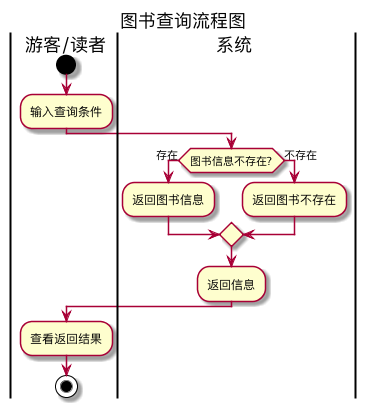 图书查询流程图
游客/读者
系统
输入查询条件
图书信息不存在?
存在
不存在
返回图书信息
返回图书不存在
返回信息
查看返回结果